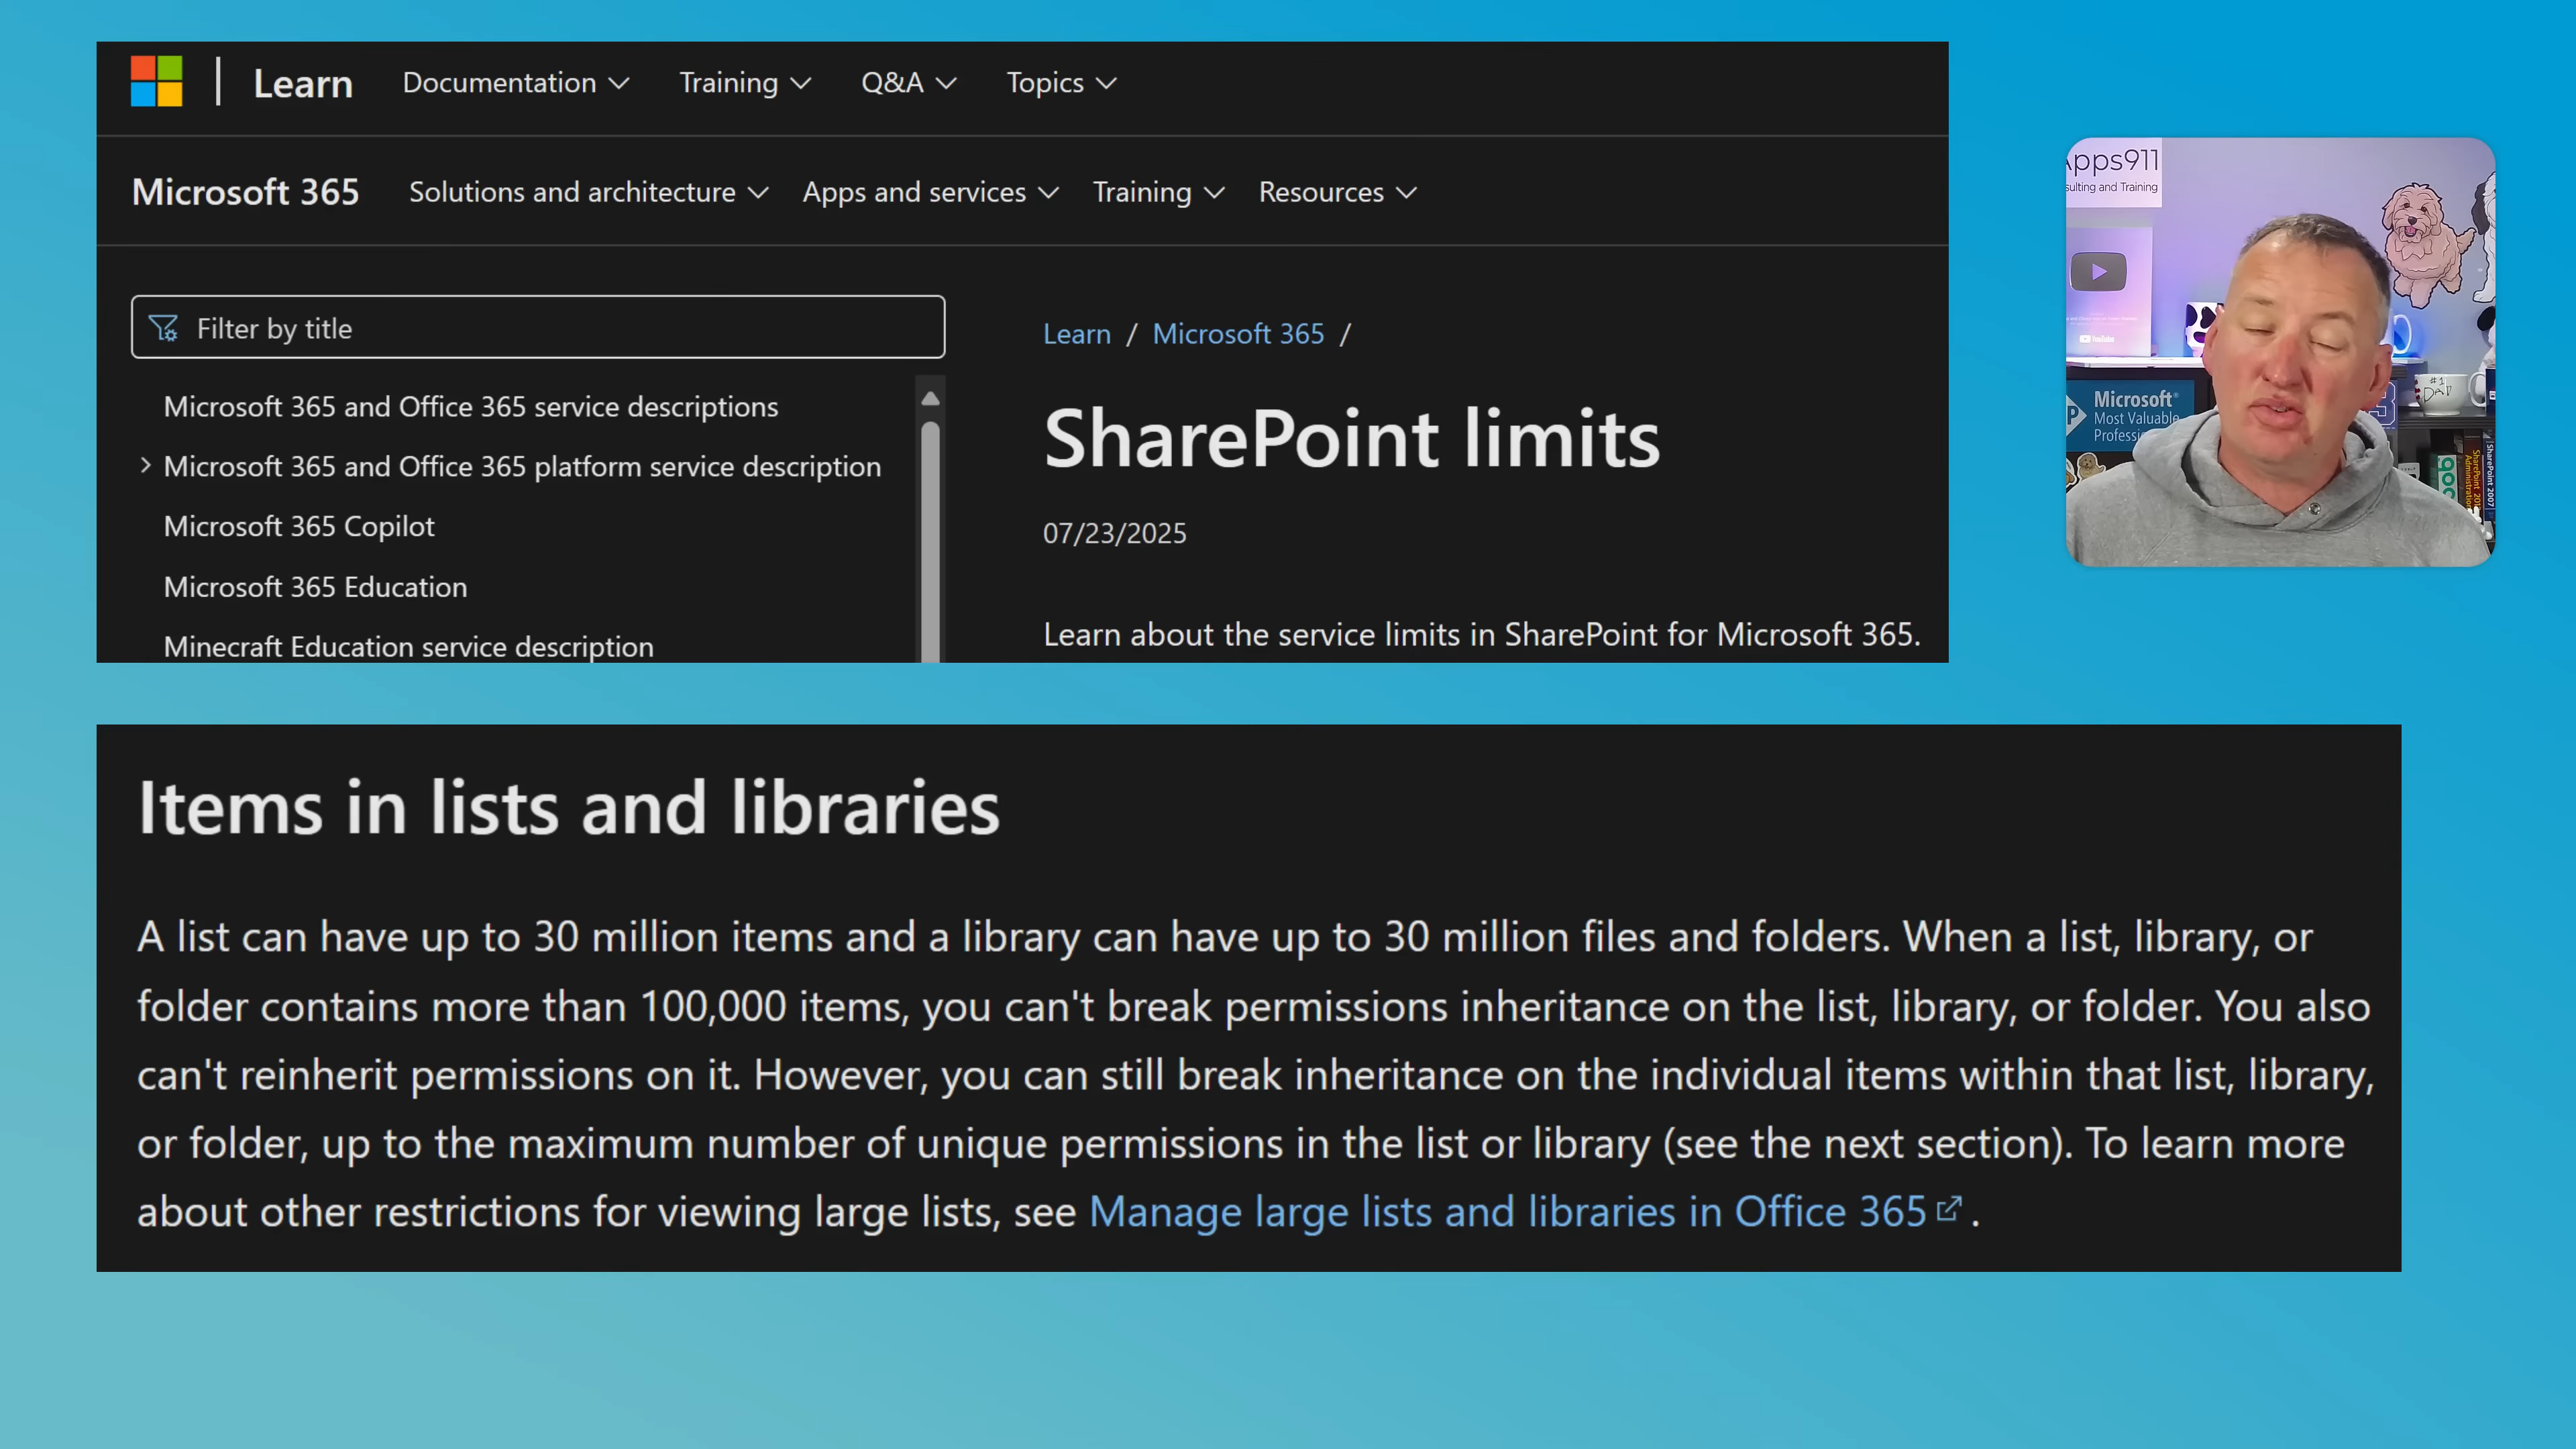 Learn Documentation Training Q&A Topics
Microsoft 365 Solutions and architecture Apps and services Training Resources
Filter by title
Microsoft 365 and Office 365 service descriptions
Microsoft 365 and Office 365 platform service description
Microsoft 365 Copilot
Microsoft 365 Education
Minecraft Education service description
Learn / Microsoft 365 /
SharePoint limits
07/23/2025
Learn about the service limits in SharePoint for Microsoft 365.
Apps911
sulting and Training
YouTube
Microsoft®
Most Valuable
Professi
#1
DAD
SharePoint 2007
Items in lists and libraries
A list can have up to 30 million items and a library can have up to 30 million files and folders. When a list, library, or
folder contains more than 100,000 items, you can't break permissions inheritance on the list, library, or folder. You also
can't reinherit permissions on it. However, you can still break inheritance on the individual items within that list, library,
or folder, up to the maximum number of unique permissions in the list or library (see the next section). To learn more
about other restrictions for viewing large lists, see Manage large lists and libraries in Office 365.